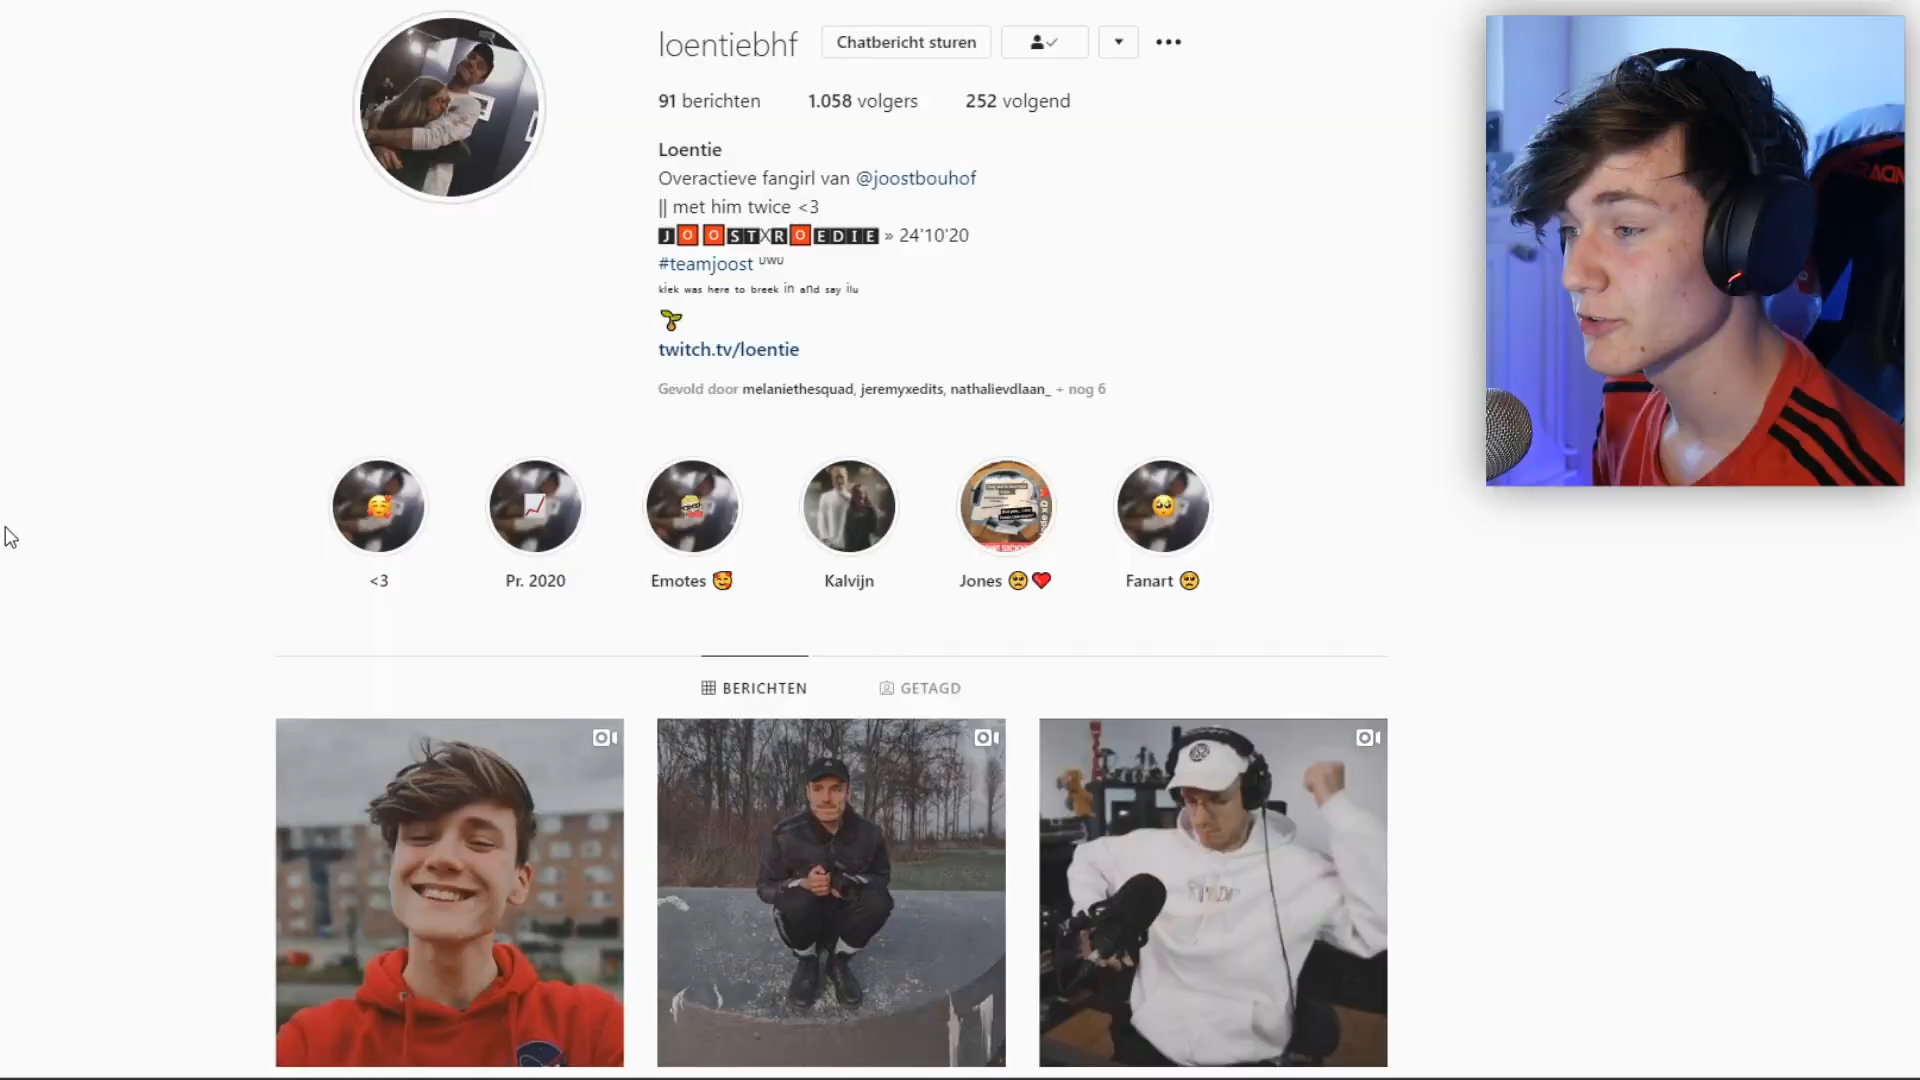 loentiebhf Chatbericht sturen
91 berichten 1.058 volgers 252 volgend
Loentie
Overactieve fangirl van @joostbouhof
|| met him twice <3
🅹🅾🅾🆂🆃X🆁🅾🅴🅳🅸🅴 » 24'10'20
#teamjoost ᵁᵂᵁ
kiek was here to breek in and say ilu
🌱
twitch.tv/loentie
Gevold door melaniethesquad, jeremyxedits, nathalievdlaan_ + nog 6
<3 Pr. 2020 Emotes 🥰 Kalvijn Jones 🥺❤️ Fanart 🥺
BERICHTEN GETAGD